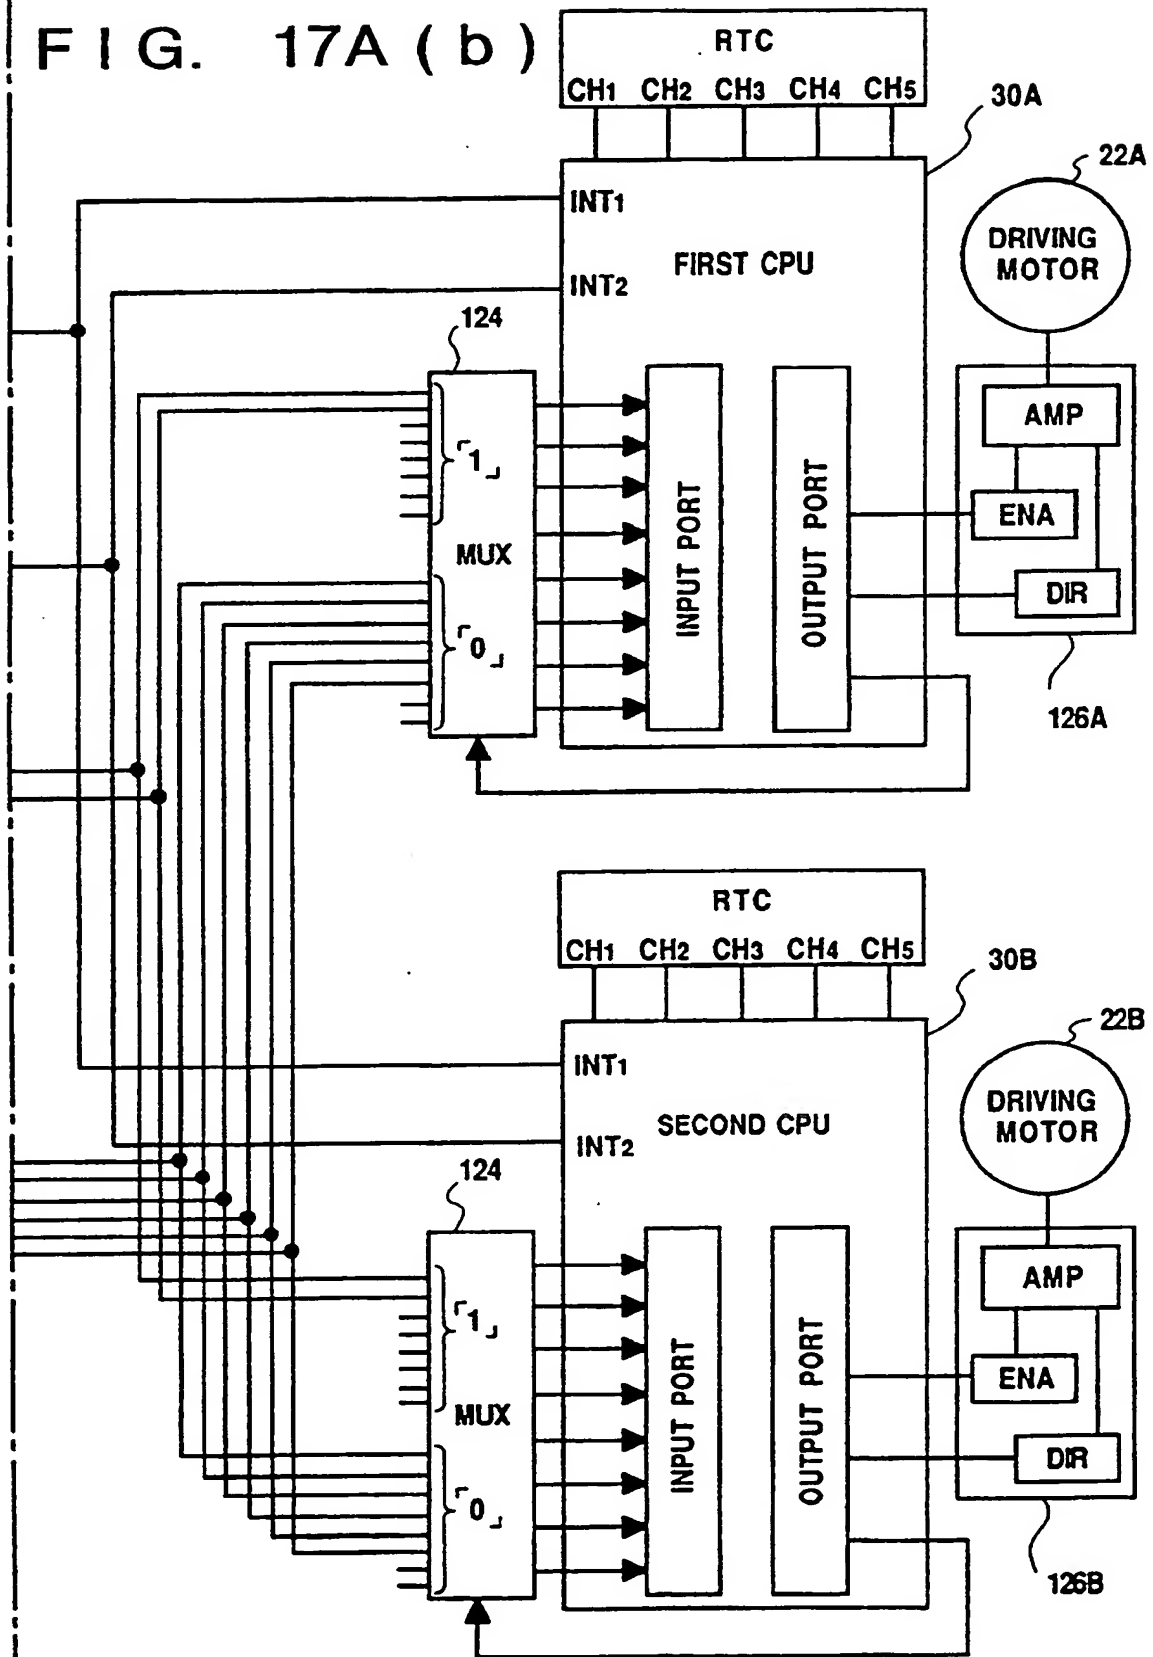 FIG. 17A (b)
RTC
CH1 CH2 CH3 CH4 CH5
30A
22A
INT1
FIRST CPU
DRIVING
MOTOR
INT2
124
「1」
MUX
「0」
INPUT PORT
OUTPUT PORT
AMP
ENA
DIR
126A
RTC
CH1 CH2 CH3 CH4 CH5
30B
22B
INT1
SECOND CPU
DRIVING
MOTOR
INT2
124
「1」
MUX
「0」
INPUT PORT
OUTPUT PORT
AMP
ENA
DIR
126B